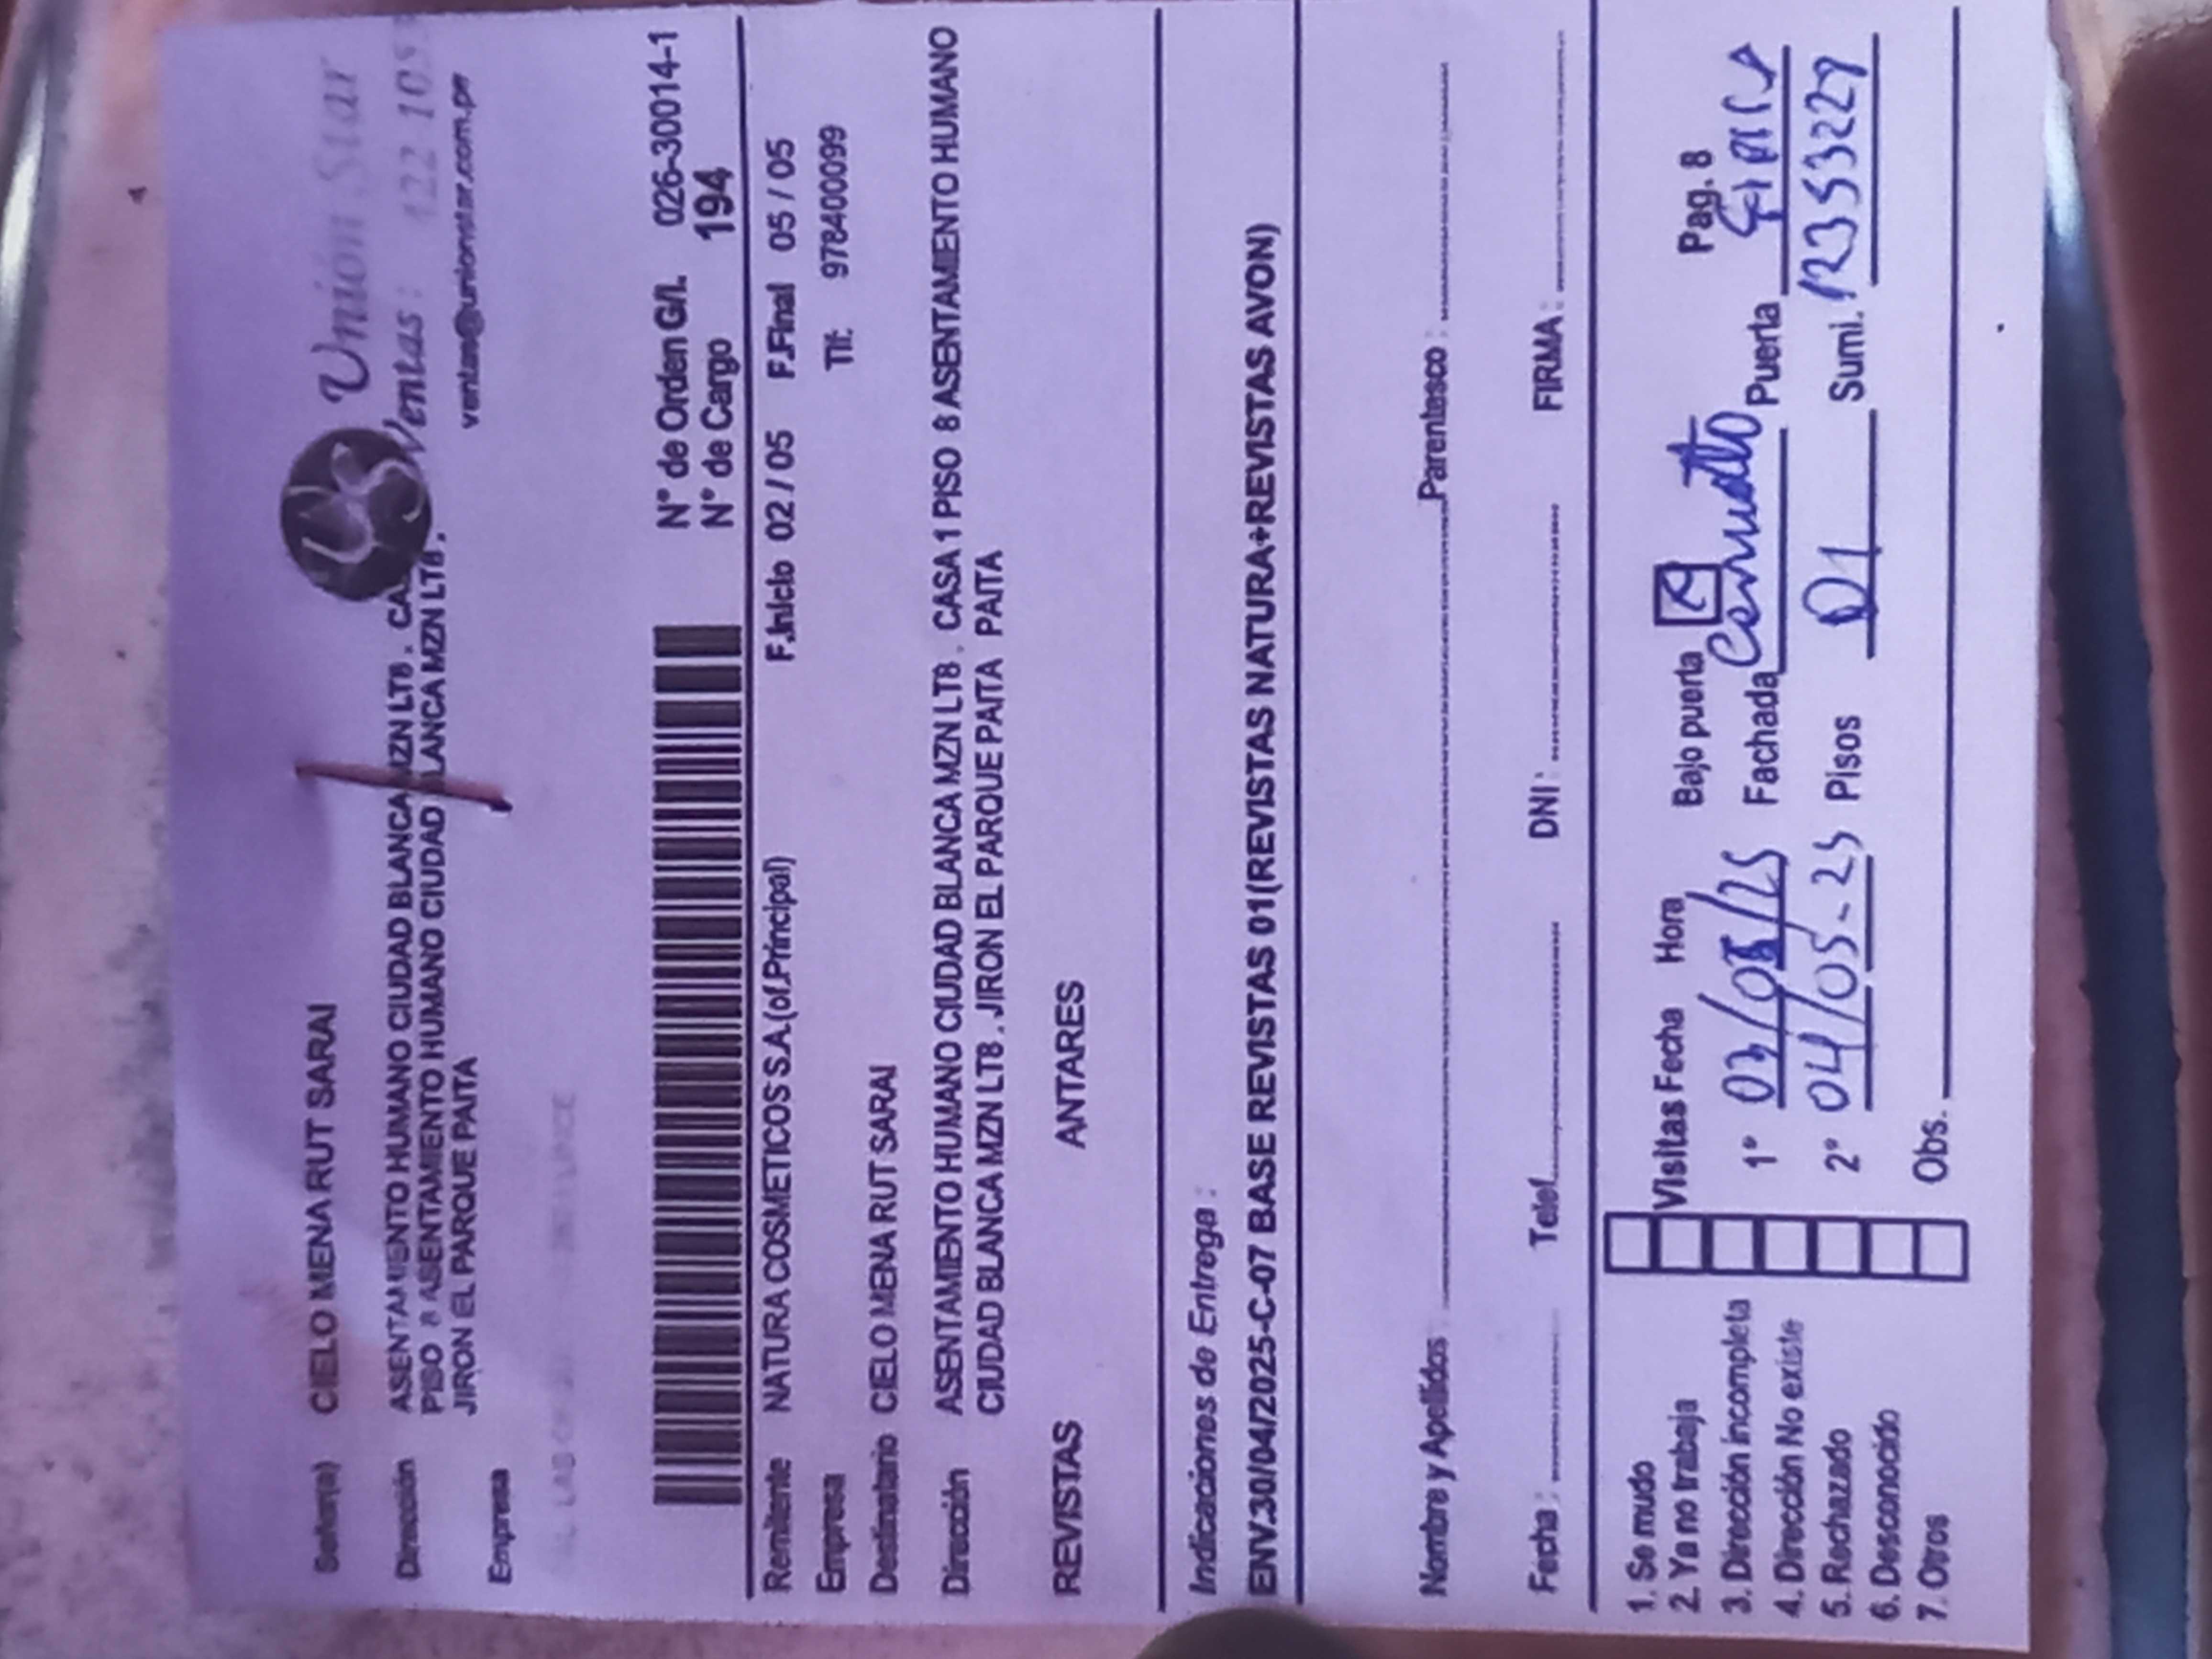 Unión Star
Señor(a) CIELO MENA RUT SARAI
Ventas: 422 105
ventas@unionstar.com.pe
Dirección ASENTAMIENTO HUMANO CIUDAD BLANCA MZN LT8 . CA
PISO 8 ASENTAMIENTO HUMANO CIUDAD BLANCA MZN LT8 .
JIRON EL PARQUE PAITA
Empresa
N° de Orden G/L 026-30014-1
N° de Cargo 194
Remitente NATURA COSMETICOS S.A.(of.Principal) F.Inicio 02 / 05 F.Final 05 / 05
Empresa Tlf: 978400099
Destinatario CIELO MENA RUT SARAI
Dirección ASENTAMIENTO HUMANO CIUDAD BLANCA MZN LT8 . CASA 1 PISO 8 ASENTAMIENTO HUMANO
CIUDAD BLANCA MZN LT8 . JIRON EL PARQUE PAITA PAITA
REVISTAS ANTARES
Indicaciones de Entrega :
ENV.30/04/2025-C-07 BASE REVISTAS 01(REVISTAS NATURA+REVISTAS AVON)
Nombre y Apellidos Parentesco :
Fecha : Telef. DNI : FIRMA :
1. Se mudo
2. Ya no trabaja
3. Dirección incompleta
4. Dirección No existe
5. Rechazado
6. Desconocido
7. Otros
Visitas Fecha Hora Bajo puerta Pag. 8
1° 03/05/25 Fachada Puerta
2° 04/05-25 Pisos 01 Sumi. 12353229
Obs.